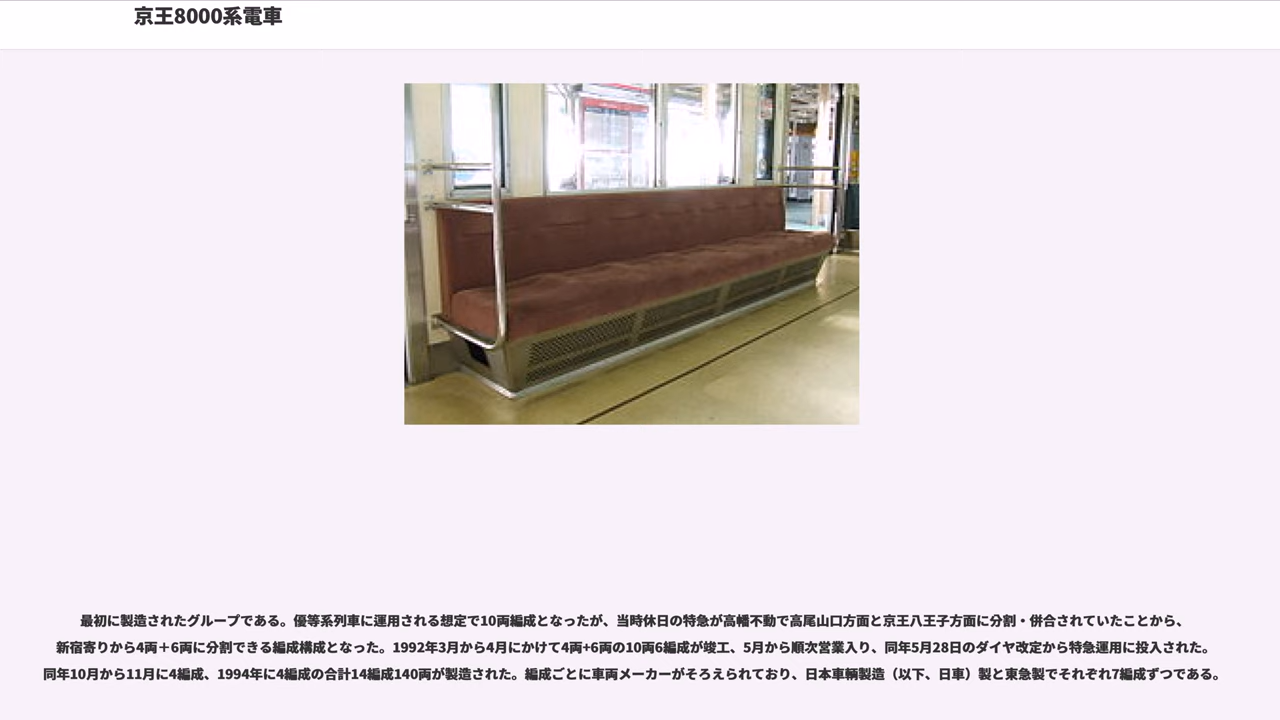 京王8000系電車
最初に製造されたグループである。優等系列車に運用される想定で10両編成となったが、当時休日の特急が高幡不動で高尾山口方面と京王八王子方面に分割・併合されていたことから、
新宿寄りから4両＋6両に分割できる編成構成となった。1992年3月から4月にかけて4両+6両の10両6編成が竣工、5月から順次営業入り、同年5月28日のダイヤ改定から特急運用に投入された。
同年10月から11月に4編成、1994年に4編成の合計14編成140両が製造された。編成ごとに車両メーカーがそろえられており、日本車輌製造（以下、日車）製と東急製でそれぞれ7編成ずつである。